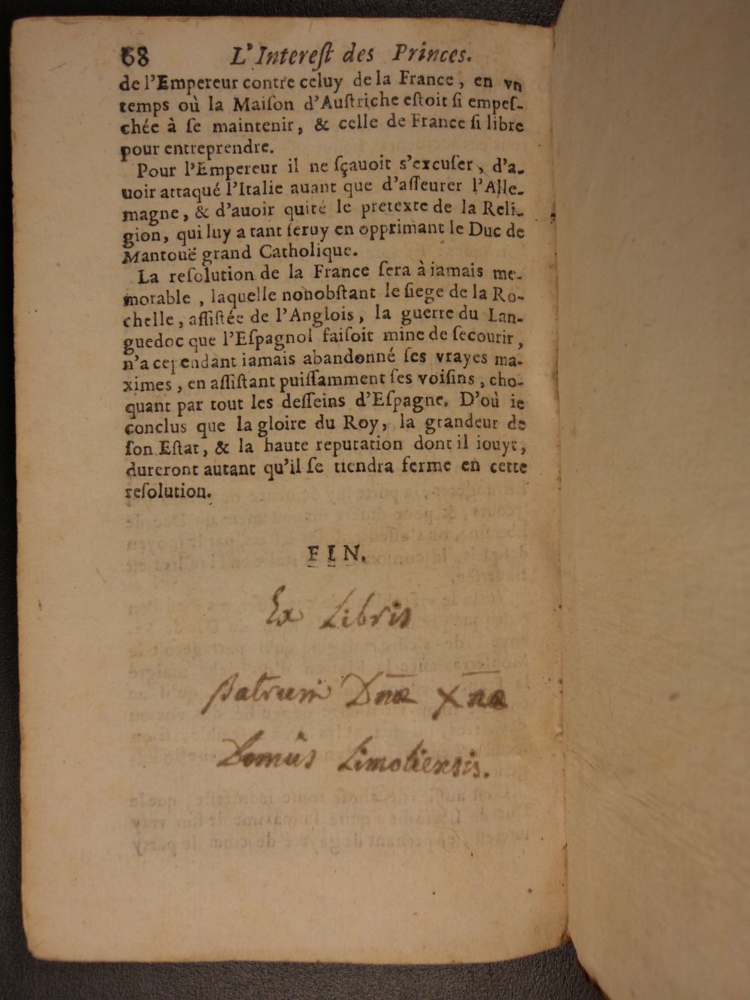 68 L'Intereſt des Princes.
de l'Empereur contre celuy de la France, en vn
temps où la Maiſon d'Auſtriche eſtoit ſi empeſ-
chée à ſe maintenir, & celle de France ſi libre
pour entreprendre.
Pour l'Empereur il ne ſçauoit s'excuſer, d'a-
uoir attaqué l'Italie auant que d'aſſeurer l'Alle-
magne, & d'auoir quité le pretexte de la Reli-
gion, qui luy a tant ſeruy en opprimant le Duc de
Mantouë grand Catholique.
La reſolution de la France ſera à iamais me-
morable, laquelle nonobſtant le ſiege de la Ro-
chelle, aſſiſtée de l'Anglois, la guerre du Lan-
guedoc que l'Eſpagnol faiſoit mine de ſecourir,
n'a cependant iamais abandonné ſes vrayes ma-
ximes, en aſſiſtant puiſſamment ſes voiſins, cho-
quant par tout les deſſeins d'Eſpagne. D'où ie
conclus que la gloire du Roy, la grandeur de
ſon Eſtat, & la haute reputation dont il iouyt,
dureront autant qu'il ſe tiendra ferme en cette
reſolution.
FIN.
Ex Libris
patrum Dnæ Xnæ
Domûs Limotiensis.